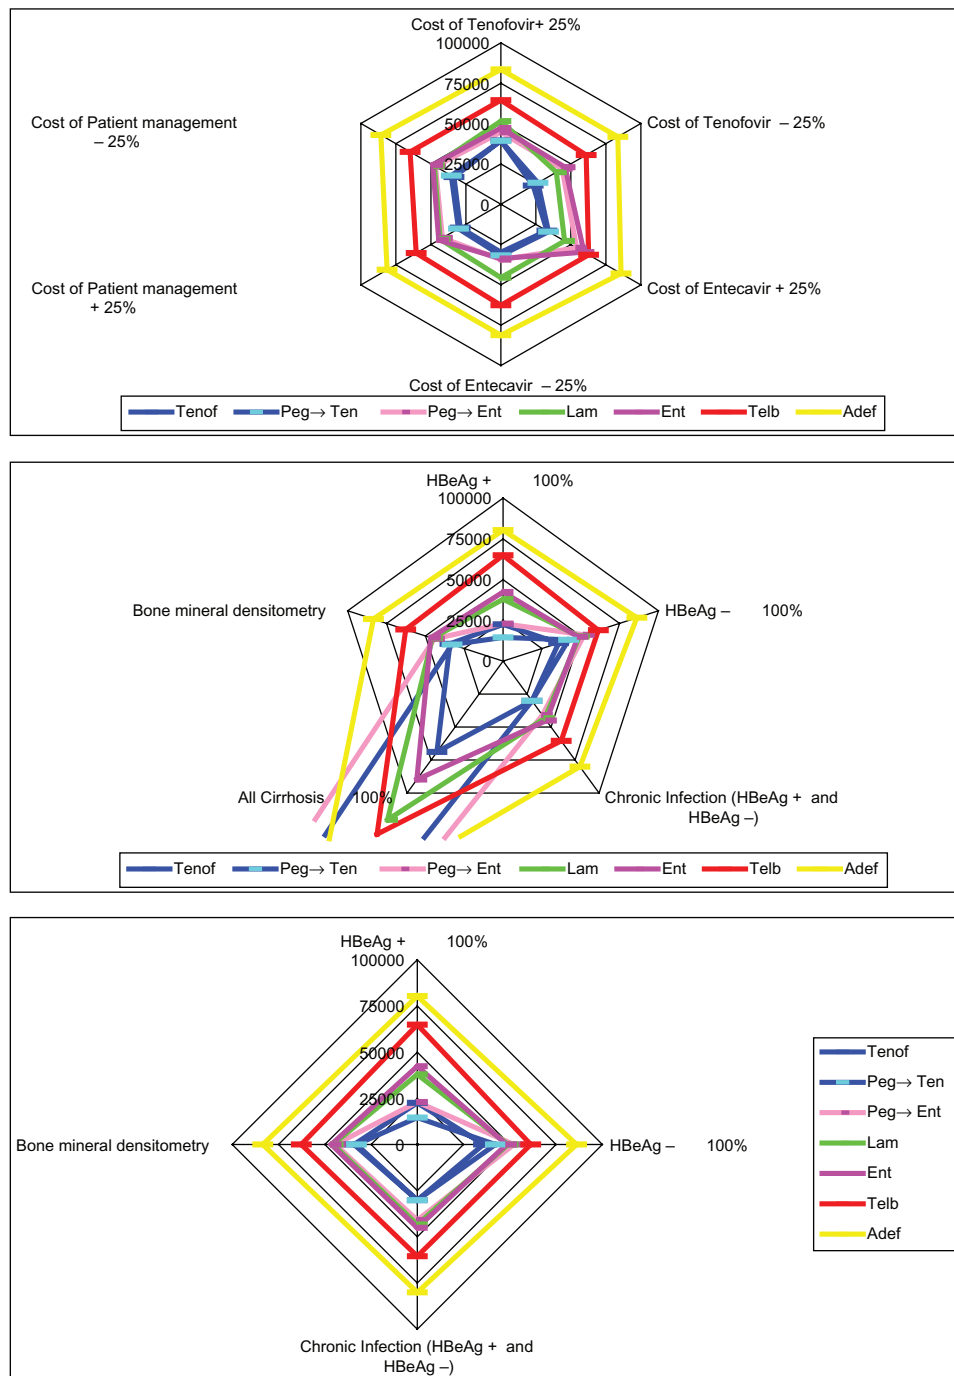 Cost of Tenofovir+ 25%
100000
75000
50000
25000
0
Cost of Tenofovir – 25%
Cost of Entecavir + 25%
Cost of Entecavir – 25%
Cost of Patient management
+ 25%
Cost of Patient management
– 25%
Tenof Peg→ Ten Peg→ Ent Lam Ent Telb Adef
HBeAg + 100%
100000
75000
50000
25000
0
HBeAg – 100%
Chronic Infection (HBeAg + and
HBeAg –)
All Cirrhosis 100%
Bone mineral densitometry
Tenof Peg→ Ten Peg→ Ent Lam Ent Telb Adef
HBeAg + 100%
100000
75000
50000
25000
0
HBeAg – 100%
Chronic Infection (HBeAg + and
HBeAg –)
Bone mineral densitometry
Tenof
Peg→ Ten
Peg→ Ent
Lam
Ent
Telb
Adef